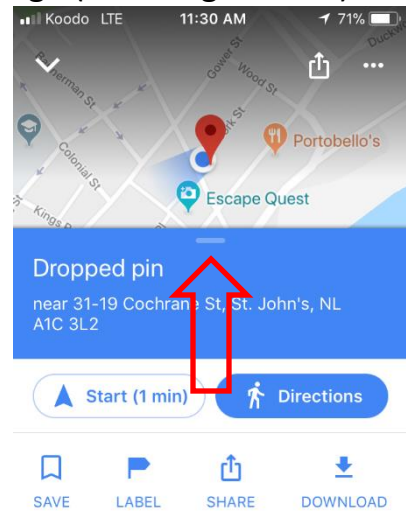 Koodo LTE 11:30 AM 71%
Gower St
Wood St
Colonial St
Portobello's
Escape Quest
Kings
Dropped pin
near 31-19 Cochrane St, St. John's, NL
A1C 3L2
Start (1 min) Directions
SAVE LABEL SHARE DOWNLOAD